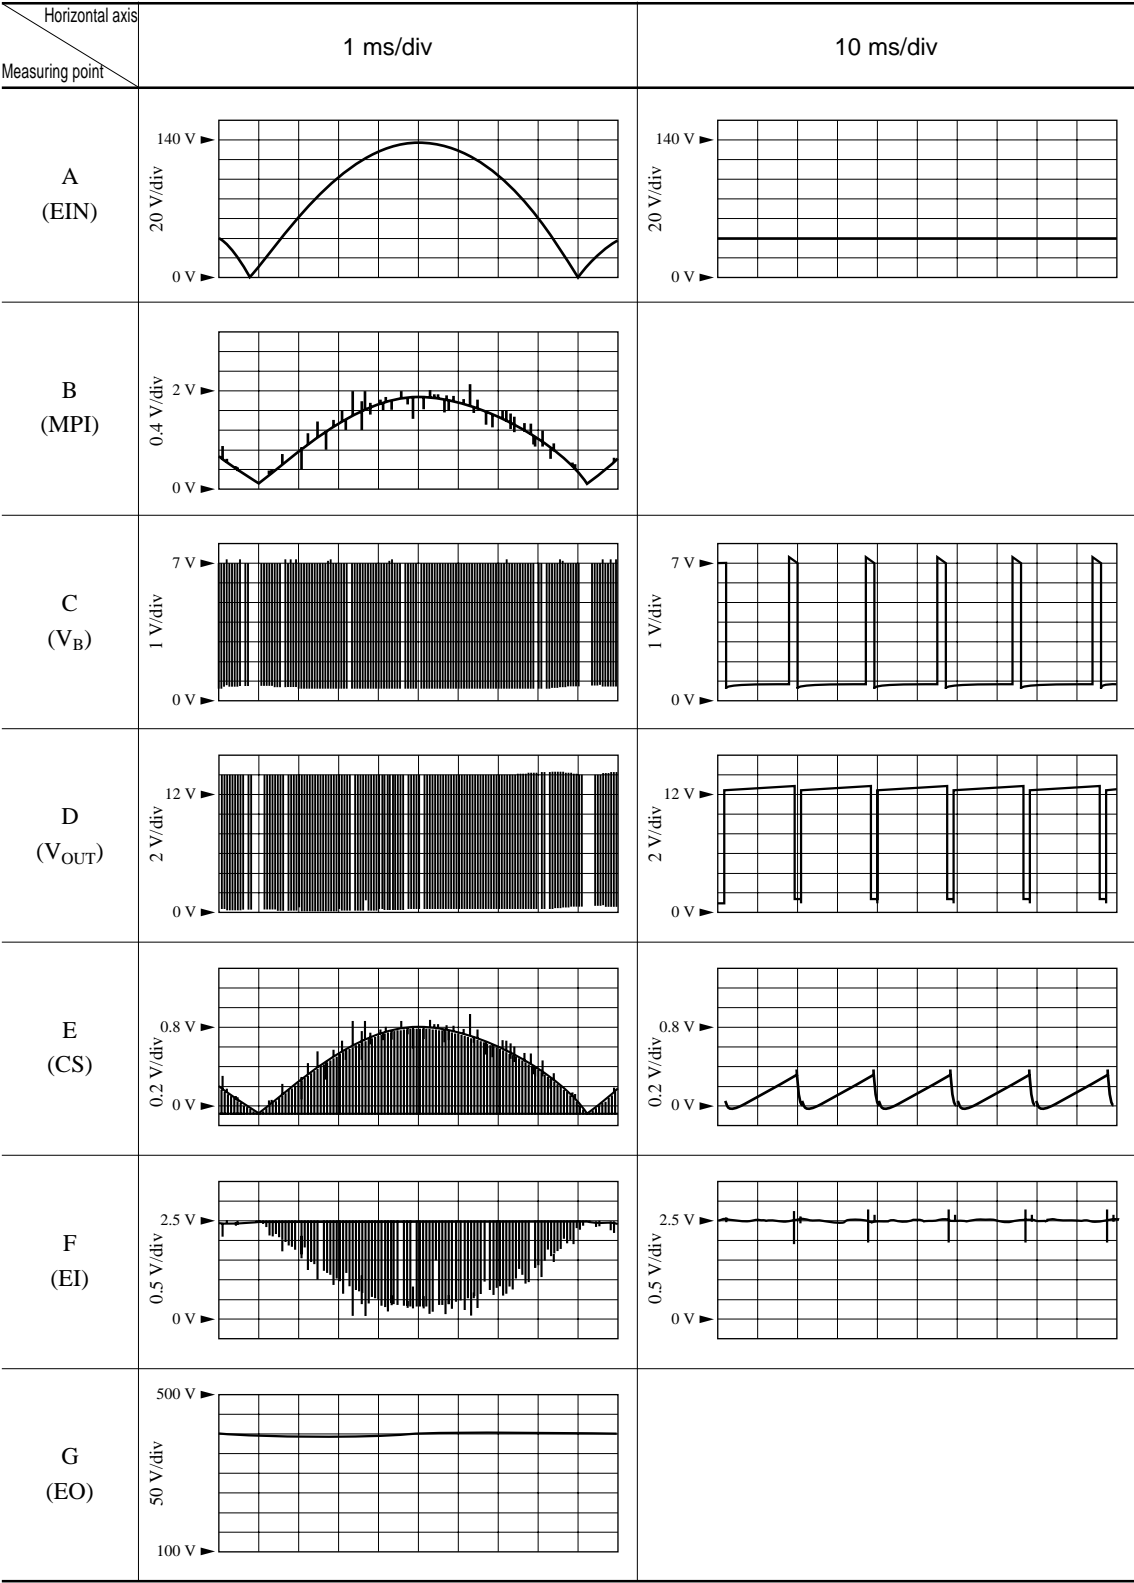 Horizontal axis
Measuring point
1 ms/div
10 ms/div
A
(EIN)
140 V
20 V/div
0 V
140 V
20 V/div
0 V
B
(MPI)
2 V
0.4 V/div
0 V
C
(VB)
7 V
1 V/div
0 V
7 V
1 V/div
0 V
D
(VOUT)
12 V
2 V/div
0 V
12 V
2 V/div
0 V
E
(CS)
0.8 V
0.2 V/div
0 V
0.8 V
0.2 V/div
0 V
F
(EI)
2.5 V
0.5 V/div
0 V
2.5 V
0.5 V/div
0 V
G
(EO)
500 V
50 V/div
100 V